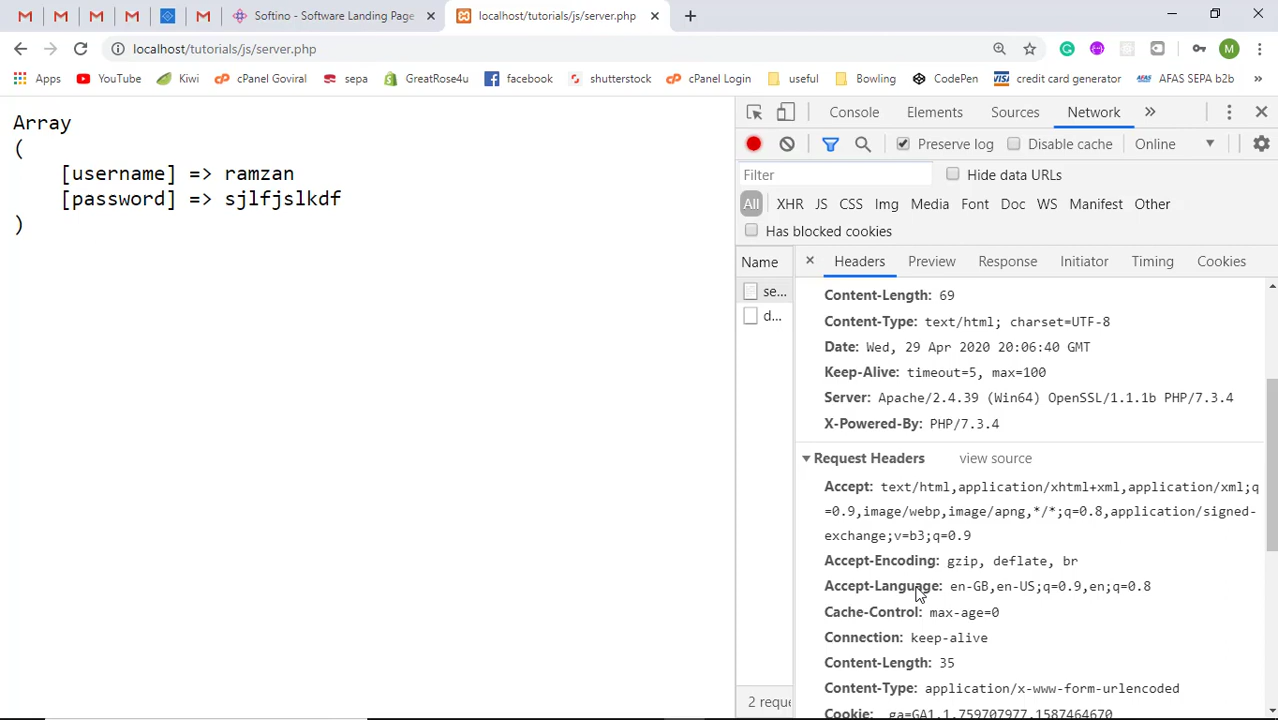 Softino - Software Landing Page
localhost/tutorials/js/server.php
localhost/tutorials/js/server.php
M
Apps
YouTube
Kiwi
cPanel Goviral
sepa
GreatRose4u
facebook
shutterstock
cPanel Login
useful
Bowling
CodePen
VISA credit card generator
AFAS AFAS SEPA b2b
»
Array
(
[username] => ramzan
[password] => sjlfjslkdf
)
Console
Elements
Sources
Network
»
Preserve log
Disable cache
Online
Filter
Hide data URLs
All
XHR
JS
CSS
Img
Media
Font
Doc
WS
Manifest
Other
Has blocked cookies
Name
Headers
Preview
Response
Initiator
Timing
Cookies
se...
d...
Content-Length: 69
Content-Type: text/html; charset=UTF-8
Date: Wed, 29 Apr 2020 20:06:40 GMT
Keep-Alive: timeout=5, max=100
Server: Apache/2.4.39 (Win64) OpenSSL/1.1.1b PHP/7.3.4
X-Powered-By: PHP/7.3.4
Request Headers
view source
Accept: text/html,application/xhtml+xml,application/xml;q
=0.9,image/webp,image/apng,*/*;q=0.8,application/signed-
exchange;v=b3;q=0.9
Accept-Encoding: gzip, deflate, br
Accept-Language: en-GB,en-US;q=0.9,en;q=0.8
Cache-Control: max-age=0
Connection: keep-alive
Content-Length: 35
Content-Type: application/x-www-form-urlencoded
Cookie: _ga=GA1.1.759707977.1587464670
2 reque